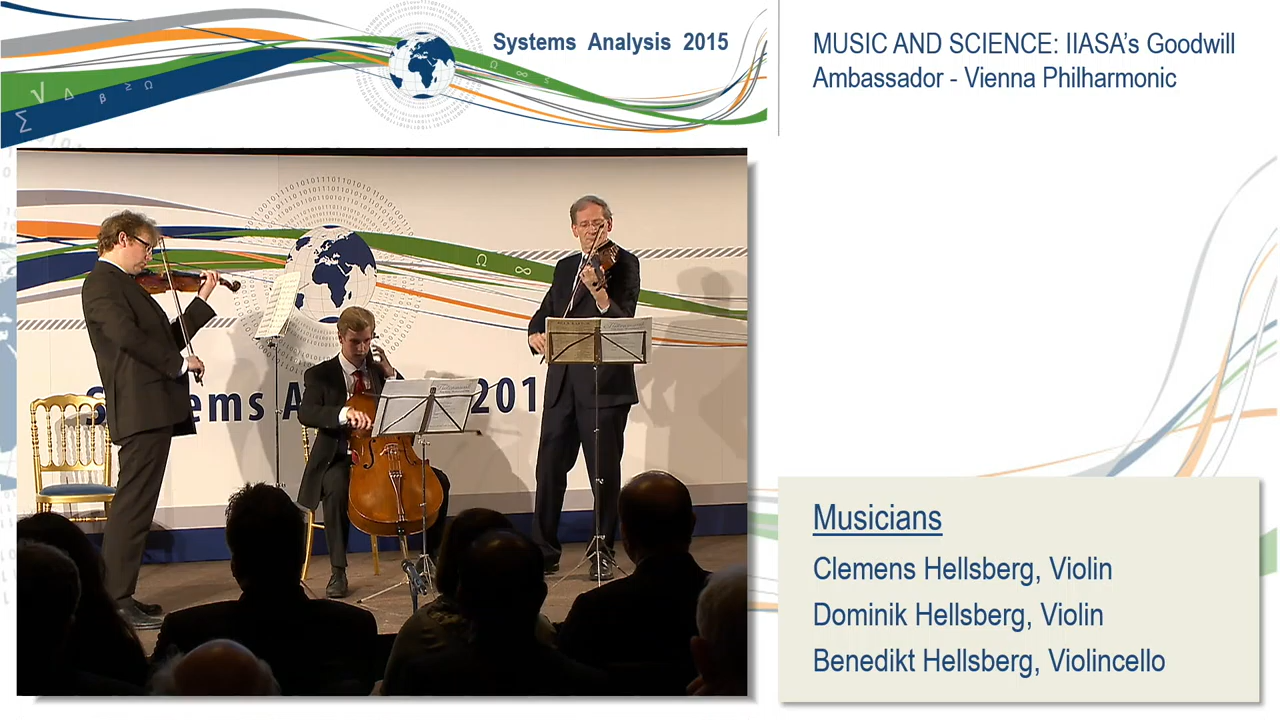 Systems Analysis 2015
MUSIC AND SCIENCE: IIASA's Goodwill
Ambassador - Vienna Philharmonic
Musicians
Clemens Hellsberg, Violin
Dominik Hellsberg, Violin
Benedikt Hellsberg, Violincello